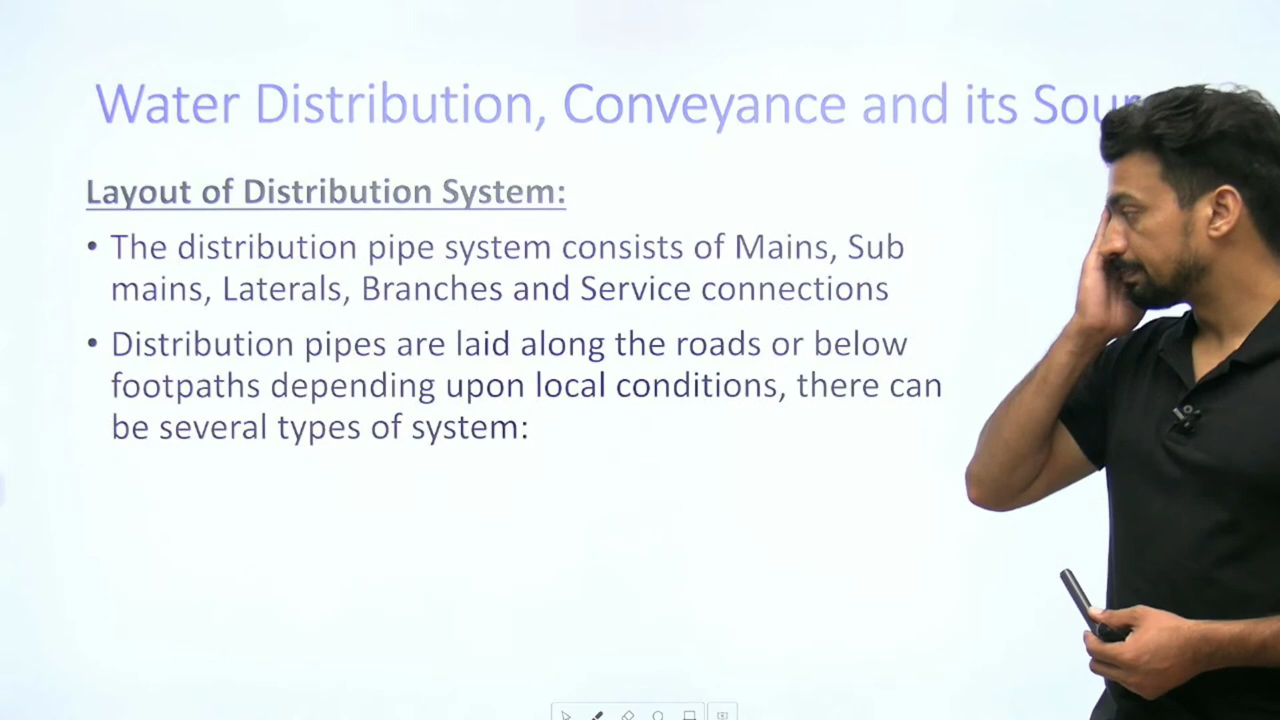 Water Distribution, Conveyance and its
Layout of Distribution System:
• The distribution pipe system consists of Mains, Sub
mains, Laterals, Branches and Service connections
• Distribution pipes are laid along the roads or below
footpaths depending upon local conditions, there can
be several types of system: